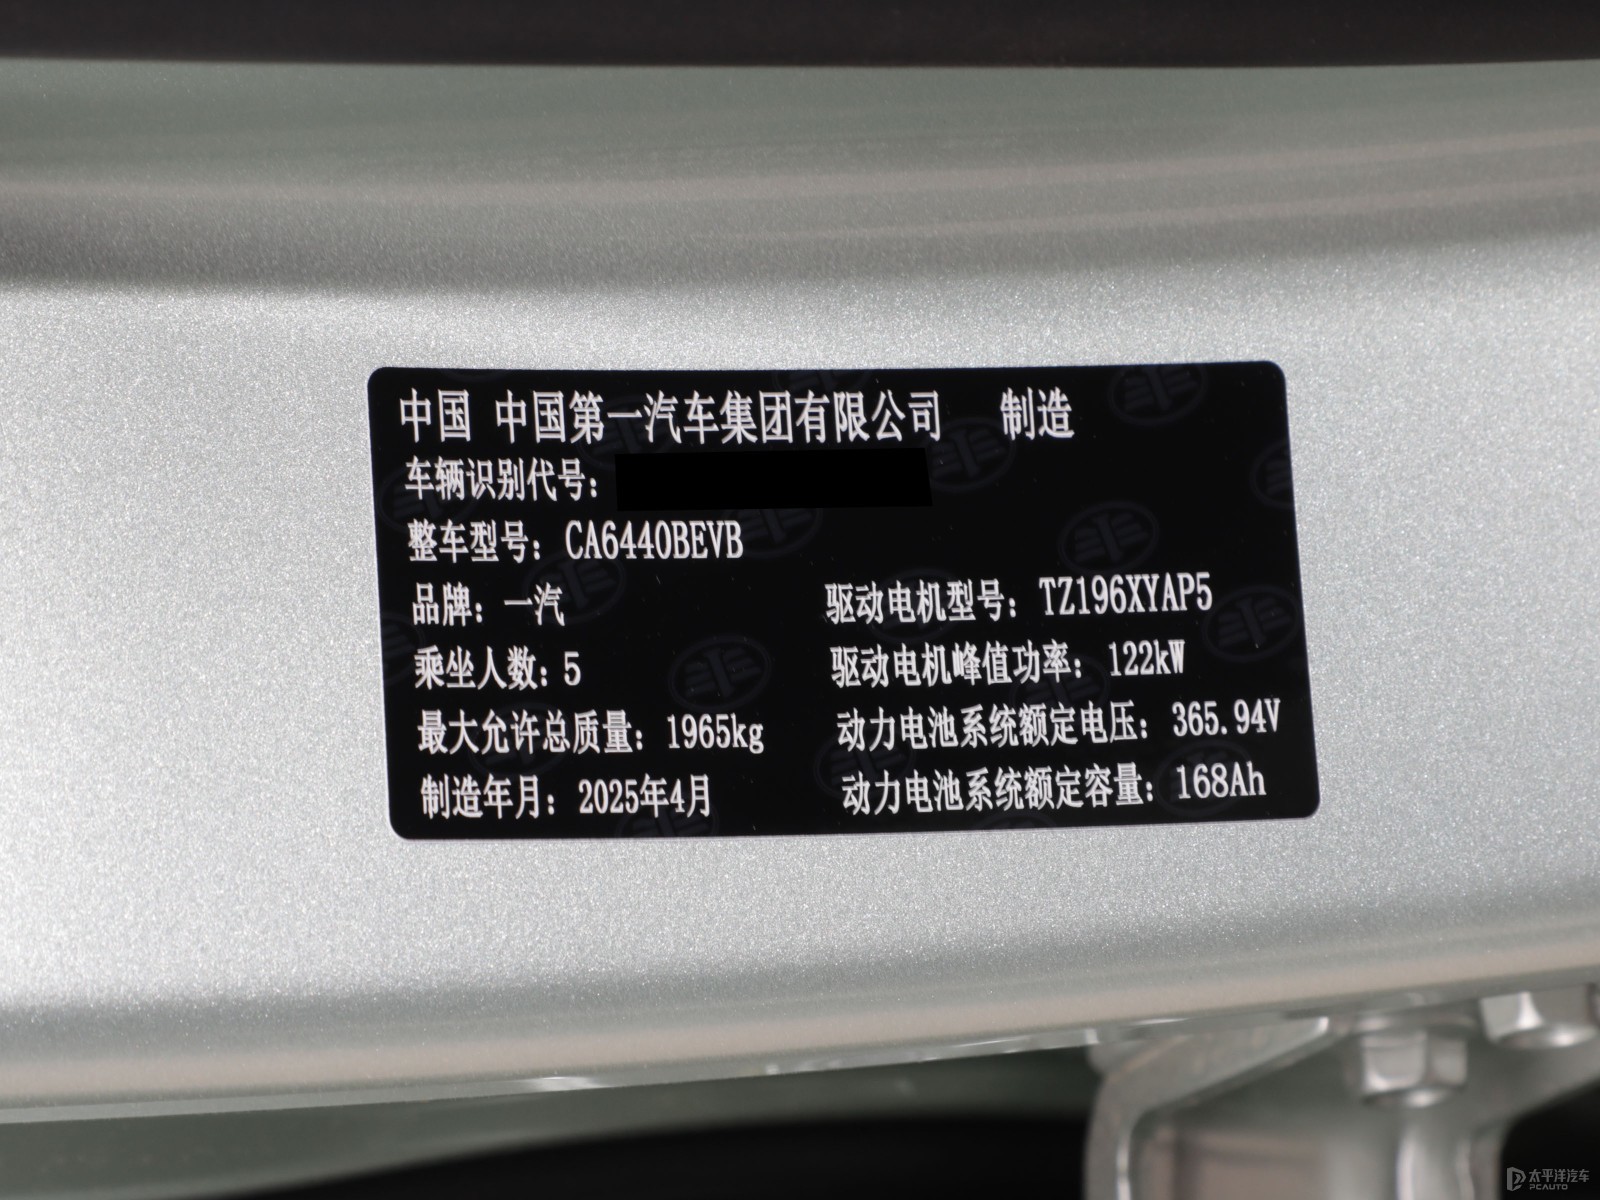 中国 中国第一汽车集团有限公司 制造
车辆识别代号:
整车型号: CA6440BEVB
品牌: 一汽 驱动电机型号: TZ196XYAP5
乘坐人数: 5 驱动电机峰值功率: 122kW
最大允许总质量: 1965kg 动力电池系统额定电压: 365.94V
制造年月: 2025年4月 动力电池系统额定容量: 168Ah
太平洋汽车
PCAUTO